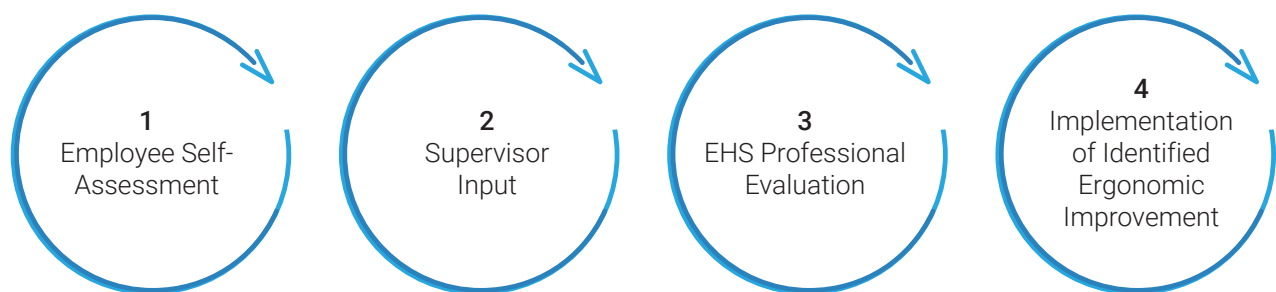 1
Employee Self-
Assessment
2
Supervisor
Input
3
EHS Professional
Evaluation
4
Implementation
of Identified
Ergonomic
Improvement